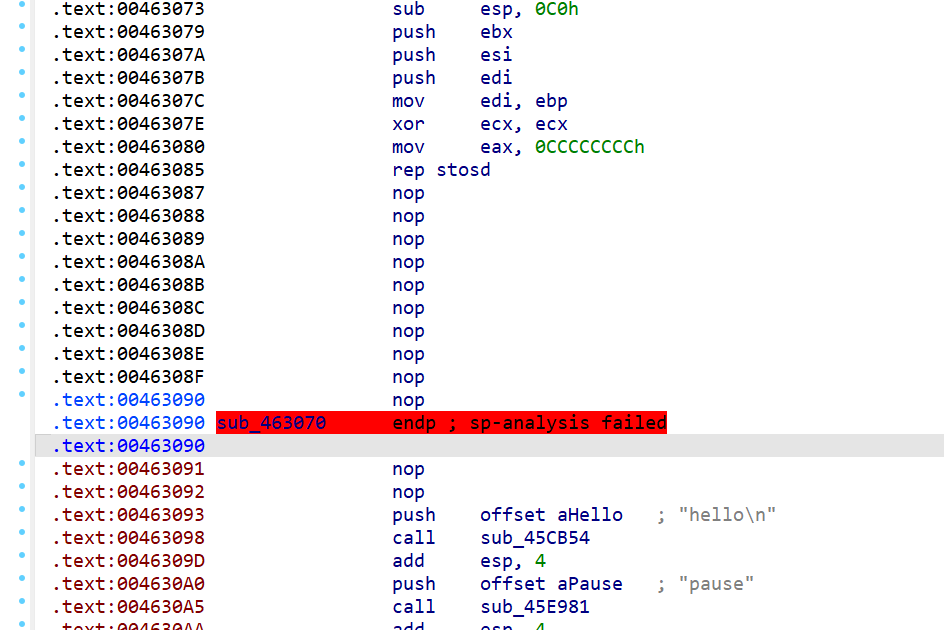 .text:00463073 sub esp, 0C0h
.text:00463079 push ebx
.text:0046307A push esi
.text:0046307B push edi
.text:0046307C mov edi, ebp
.text:0046307E xor ecx, ecx
.text:00463080 mov eax, 0CCCCCCCCh
.text:00463085 rep stosd
.text:00463087 nop
.text:00463088 nop
.text:00463089 nop
.text:0046308A nop
.text:0046308B nop
.text:0046308C nop
.text:0046308D nop
.text:0046308E nop
.text:0046308F nop
.text:00463090 nop
.text:00463090 sub_463070 endp ; sp-analysis failed
.text:00463090
.text:00463091 nop
.text:00463092 nop
.text:00463093 push offset aHello ; "hello\n"
.text:00463098 call sub_45CB54
.text:0046309D add esp, 4
.text:004630A0 push offset aPause ; "pause"
.text:004630A5 call sub_45E981
.text:004630AA add esp, 4